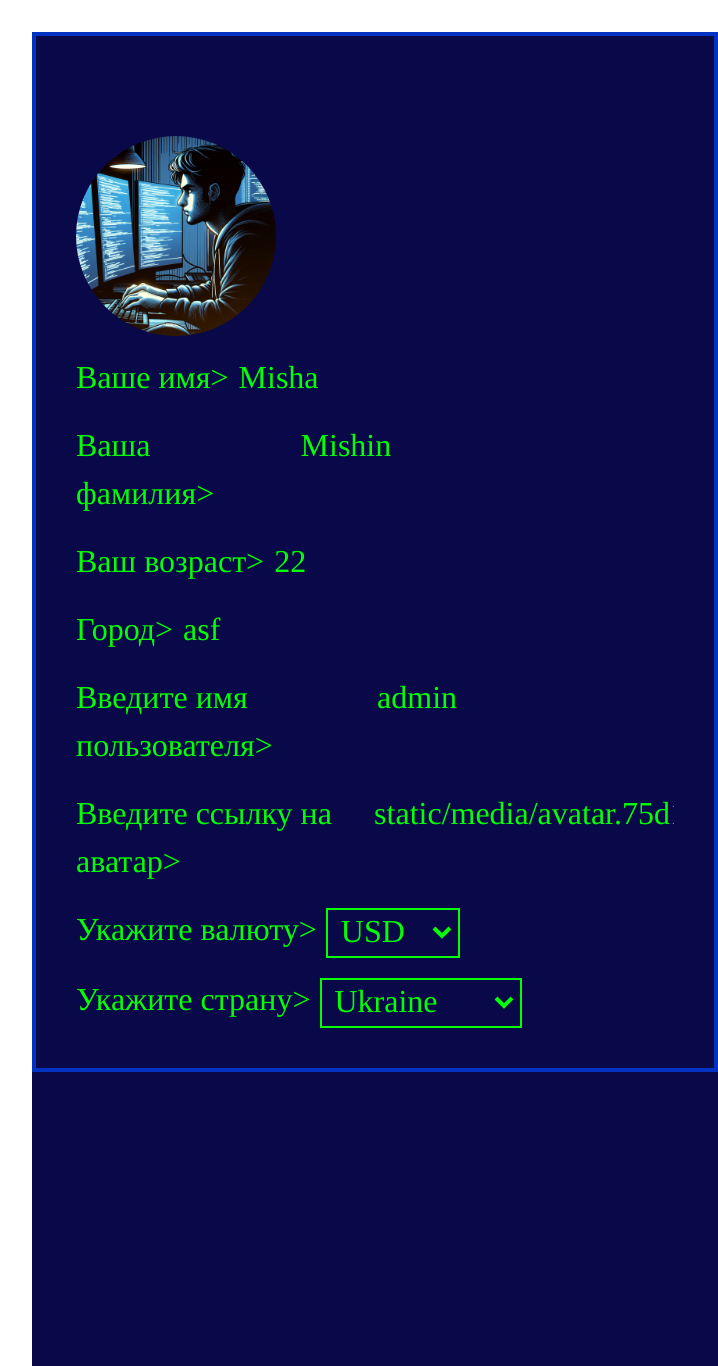 Ваше имя> Misha
Ваша Mishin
фамилия>
Ваш возраст> 22
Город> asf
Введите имя admin
пользователя>
Введите ссылку на static/media/avatar.75d
аватар>
Укажите валюту> USD
Укажите страну> Ukraine